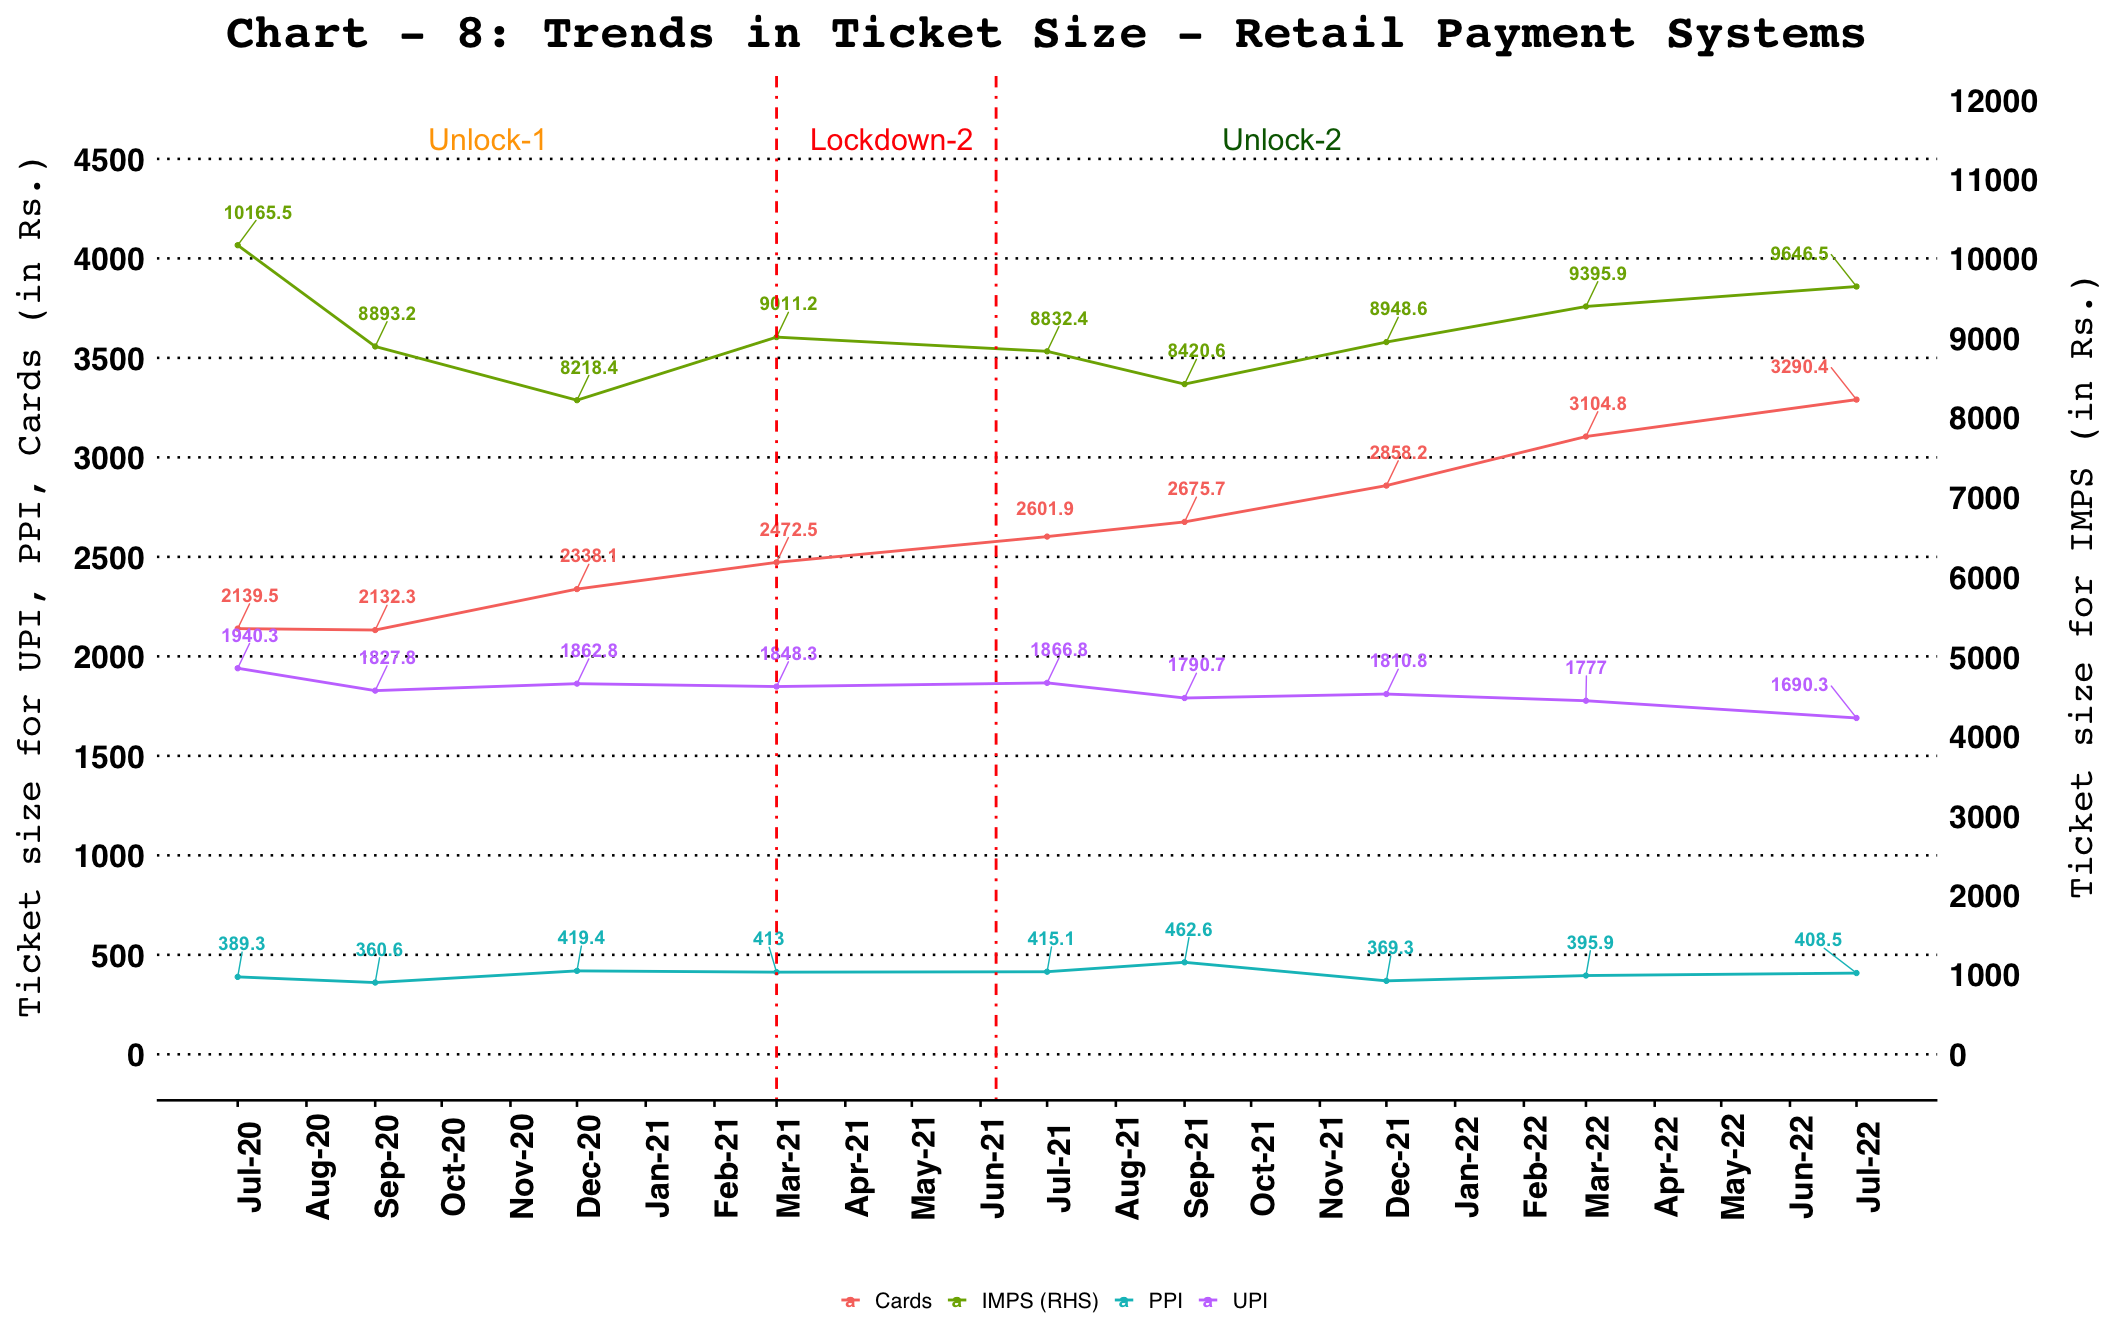 Chart – 8: Trends in Ticket Size – Retail Payment Systems
Ticket size for UPI, PPI, Cards (in Rs.)
4500
4000
3500
3000
2500
2000
1500
1000
500
0
Unlock-1
Lockdown-2
Unlock-2
10165.5
8893.2
8218.4
9011.2
8832.4
8420.6
8948.6
9395.9
9646.5
2139.5
2132.3
2338.1
2472.5
2601.9
2675.7
2858.2
3104.8
3290.4
1940.3
1827.8
1862.8
1848.3
1866.8
1790.7
1810.8
1777
1690.3
389.3
360.6
419.4
413
415.1
462.6
369.3
395.9
408.5
12000
11000
10000
9000
8000
7000
6000
5000
4000
3000
2000
1000
0
Ticket size for IMPS (in Rs.)
Jul-20
Aug-20
Sep-20
Oct-20
Nov-20
Dec-20
Jan-21
Feb-21
Mar-21
Apr-21
May-21
Jun-21
Jul-21
Aug-21
Sep-21
Oct-21
Nov-21
Dec-21
Jan-22
Feb-22
Mar-22
Apr-22
May-22
Jun-22
Jul-22
a Cards a IMPS (RHS) a PPI a UPI